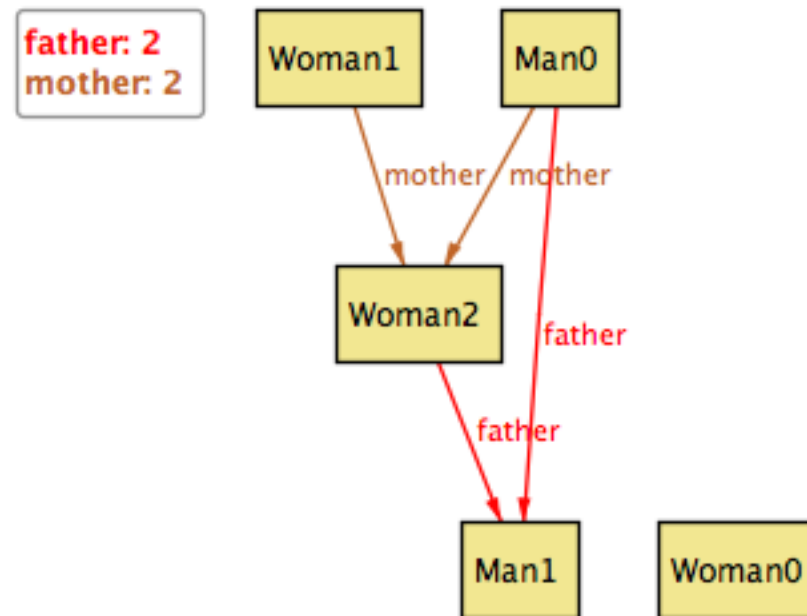 father: 2
mother: 2
Woman1
Man0
mother
mother
Woman2
father
father
Man1
Woman0